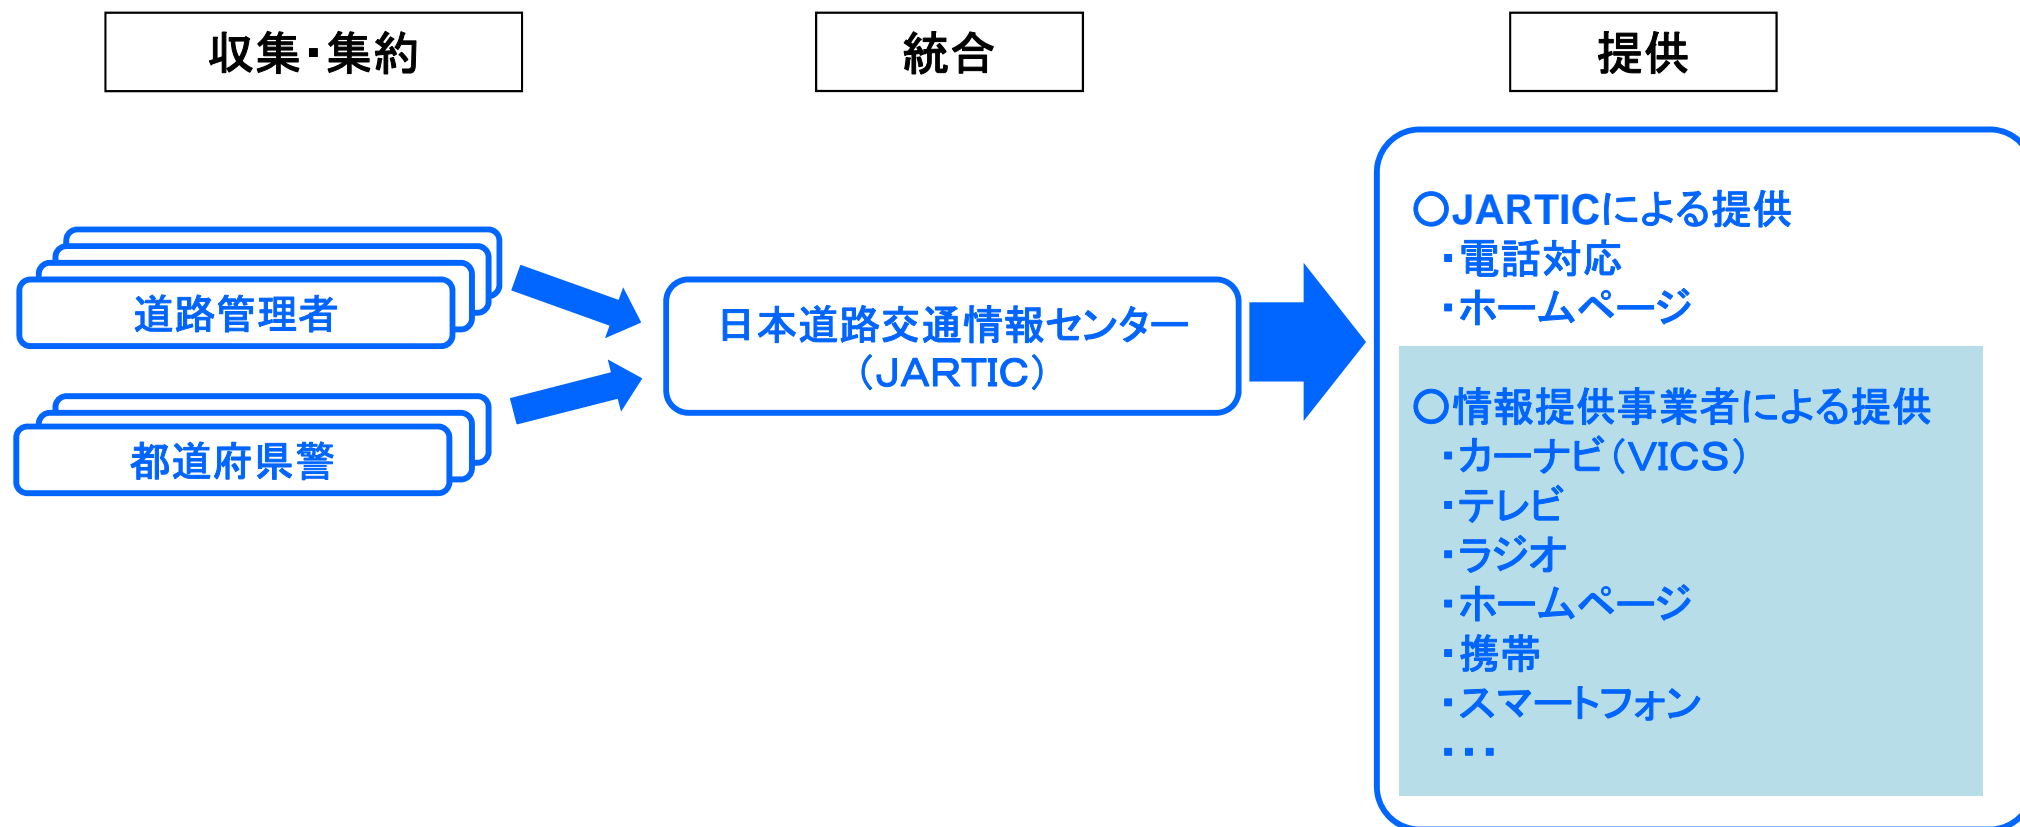 収集・集約
統合
提供
道路管理者
都道府県警
日本道路交通情報センター
（ＪＡＲＴＩＣ）
○JARTICによる提供
・電話対応
・ホームページ
○情報提供事業者による提供
・カーナビ（ＶＩＣＳ）
・テレビ
・ラジオ
・ホームページ
・携帯
・スマートフォン
・・・